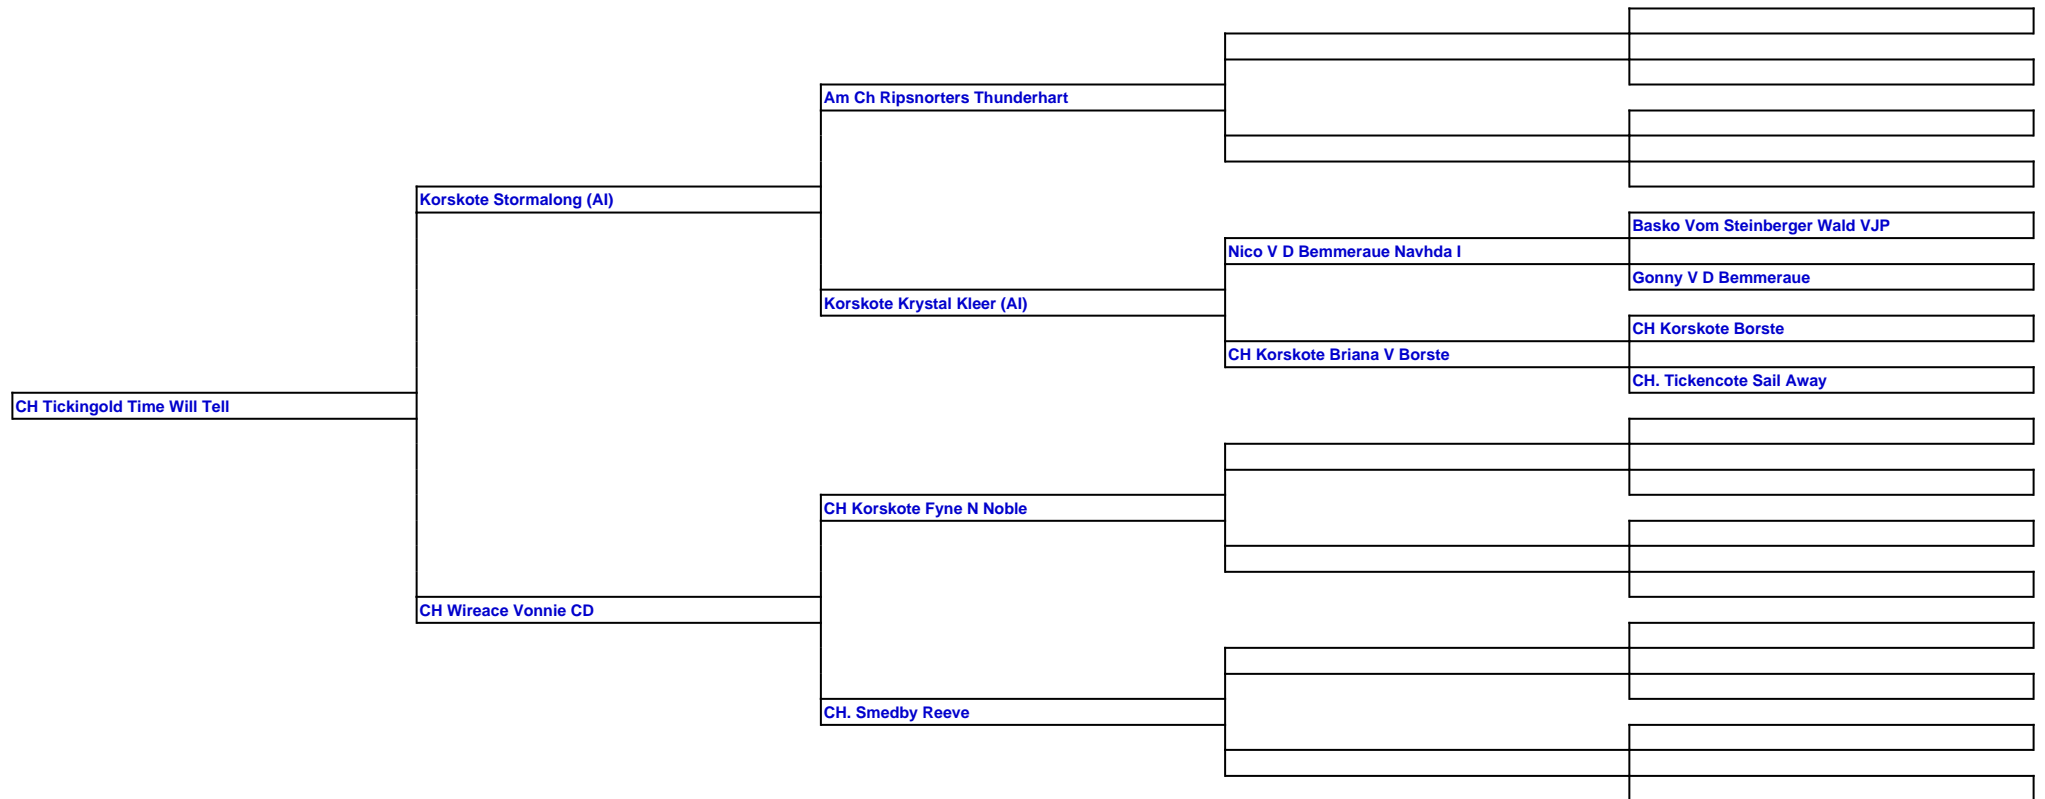 Am Ch Ripsnorters Thunderhart
Korskote Stormalong (AI)
Basko Vom Steinberger Wald VJP
Nico V D Bemmeraue Navhda I
Gonny V D Bemmeraue
Korskote Krystal Kleer (AI)
CH Korskote Borste
CH Korskote Briana V Borste
CH. Tickencote Sail Away
CH Tickingold Time Will Tell
CH Korskote Fyne N Noble
CH Wireace Vonnie CD
CH. Smedby Reeve